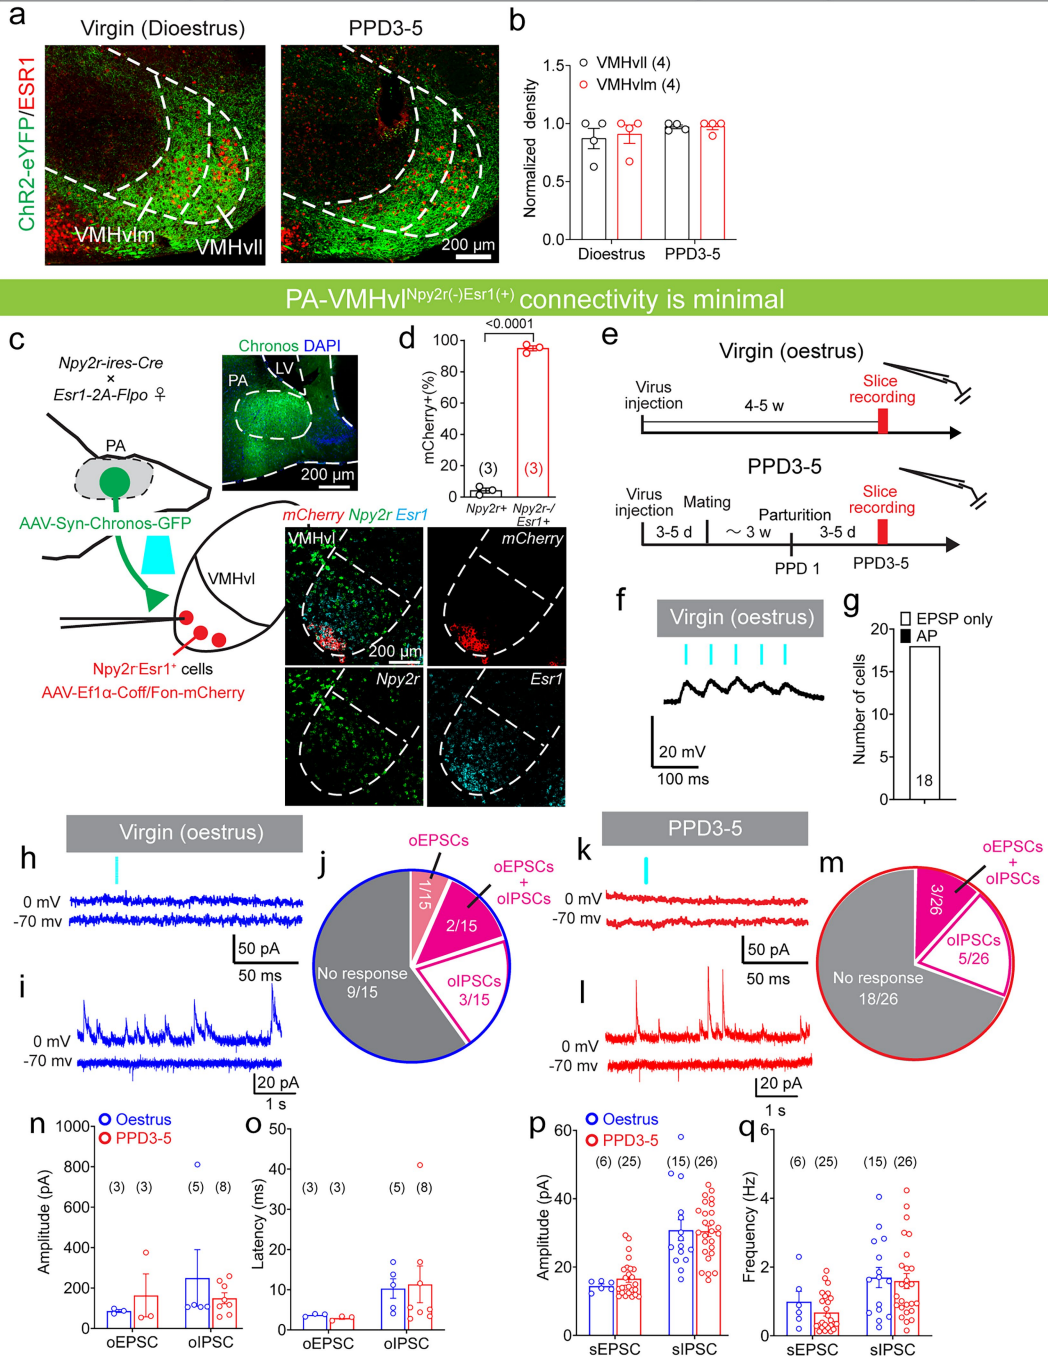 a
Virgin (Dioestrus)
PPD3-5
ChR2-eYFP/ESR1
VMHvlm
VMHvll
200 µm
b
VMHvll (4)
VMHvlm (4)
Normalized density
1.5
1.0
0.5
0.0
Dioestrus
PPD3-5
PA-VMHvlNpy2r(-)Esr1(+) connectivity is minimal
c
Npy2r-ires-Cre
×
Esr1-2A-Flpo ♀
PA
AAV-Syn-Chronos-GFP
VMHvl
Npy2r-Esr1+ cells
AAV-Ef1α-Coff/Fon-mCherry
Chronos DAPI
PA
LV
200 µm
d
<0.0001
mCherry+(%)
100
80
60
40
20
0
(3)
(3)
Npy2r+
Npy2r-/
Esr1+
mCherry Npy2r Esr1
VMHvl
200 µm
mCherry
Npy2r
Esr1
e
Virgin (oestrus)
Virus
injection
4-5 w
Slice
recording
PPD3-5
Virus
injection
3-5 d
Mating
~ 3 w
Parturition
PPD 1
3-5 d
Slice
recording
PPD3-5
f
Virgin (oestrus)
20 mV
100 ms
g
EPSP only
AP
Number of cells
20
15
10
5
0
18
h
Virgin (oestrus)
0 mV
-70 mv
50 pA
50 ms
i
0 mV
-70 mv
20 pA
1 s
j
oEPSCs
1/15
oEPSCs
+
oIPSCs
2/15
oIPSCs
3/15
No response
9/15
k
PPD3-5
0 mV
-70 mv
50 pA
50 ms
l
0 mV
-70 mv
20 pA
1 s
m
oEPSCs
+
oIPSCs
3/26
oIPSCs
5/26
No response
18/26
n
Oestrus
PPD3-5
Amplitude (pA)
1000
800
600
400
200
0
(3)
(3)
(5)
(8)
oEPSC
oIPSC
o
Latency (ms)
50
40
30
20
10
0
(3)
(3)
(5)
(8)
oEPSC
oIPSC
p
Oestrus
PPD3-5
Amplitude (pA)
60
40
20
0
(6)
(25)
(15)
(26)
sEPSC
sIPSC
q
Frequency (Hz)
6
4
2
0
(6)
(25)
(15)
(26)
sEPSC
sIPSC